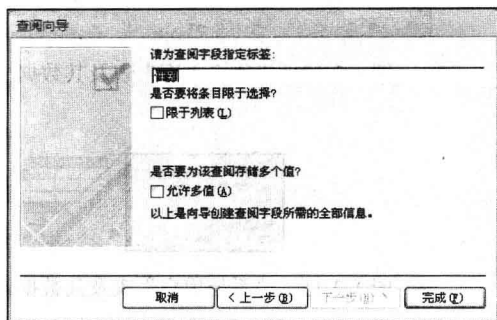 查阅向导
请为查阅字段指定标签:
是否要将条目限于选择?
限于列表(L)
是否要为该查阅存储多个值?
允许多值(A)
以上是向导创建查阅字段所需的全部信息。
取消
< 上一步(B)
下一步(N) >
完成(F)